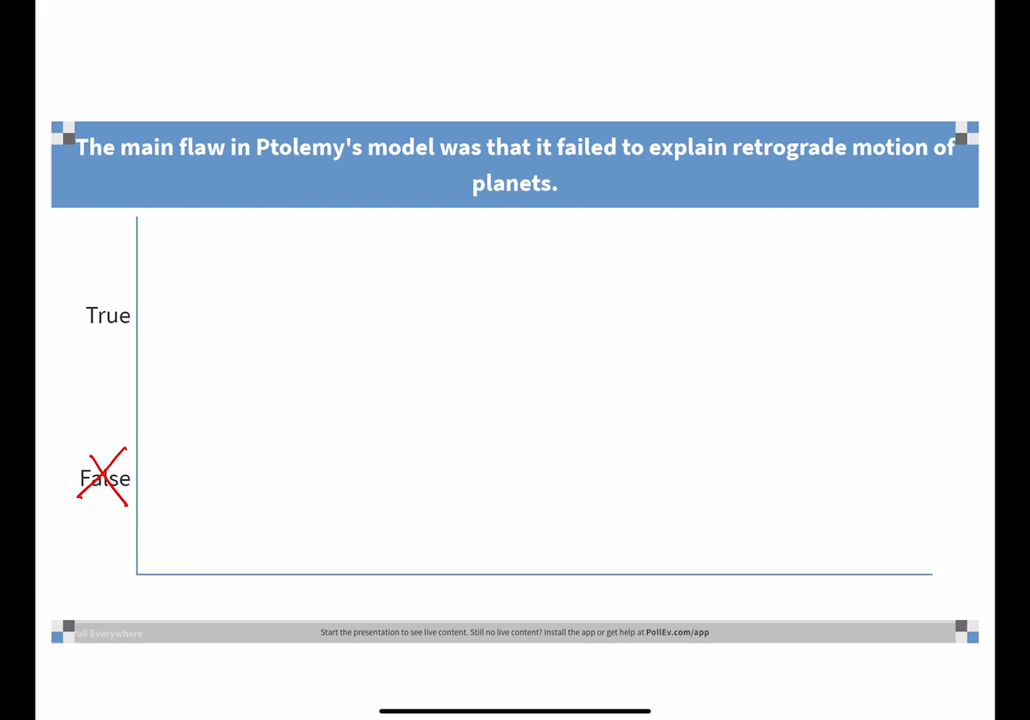 The main flaw in Ptolemy's model was that it failed to explain retrograde motion of
planets.
True
False
oll Everywhere
Start the presentation to see live content. Still no live content? Install the app or get help at PollEv.com/app